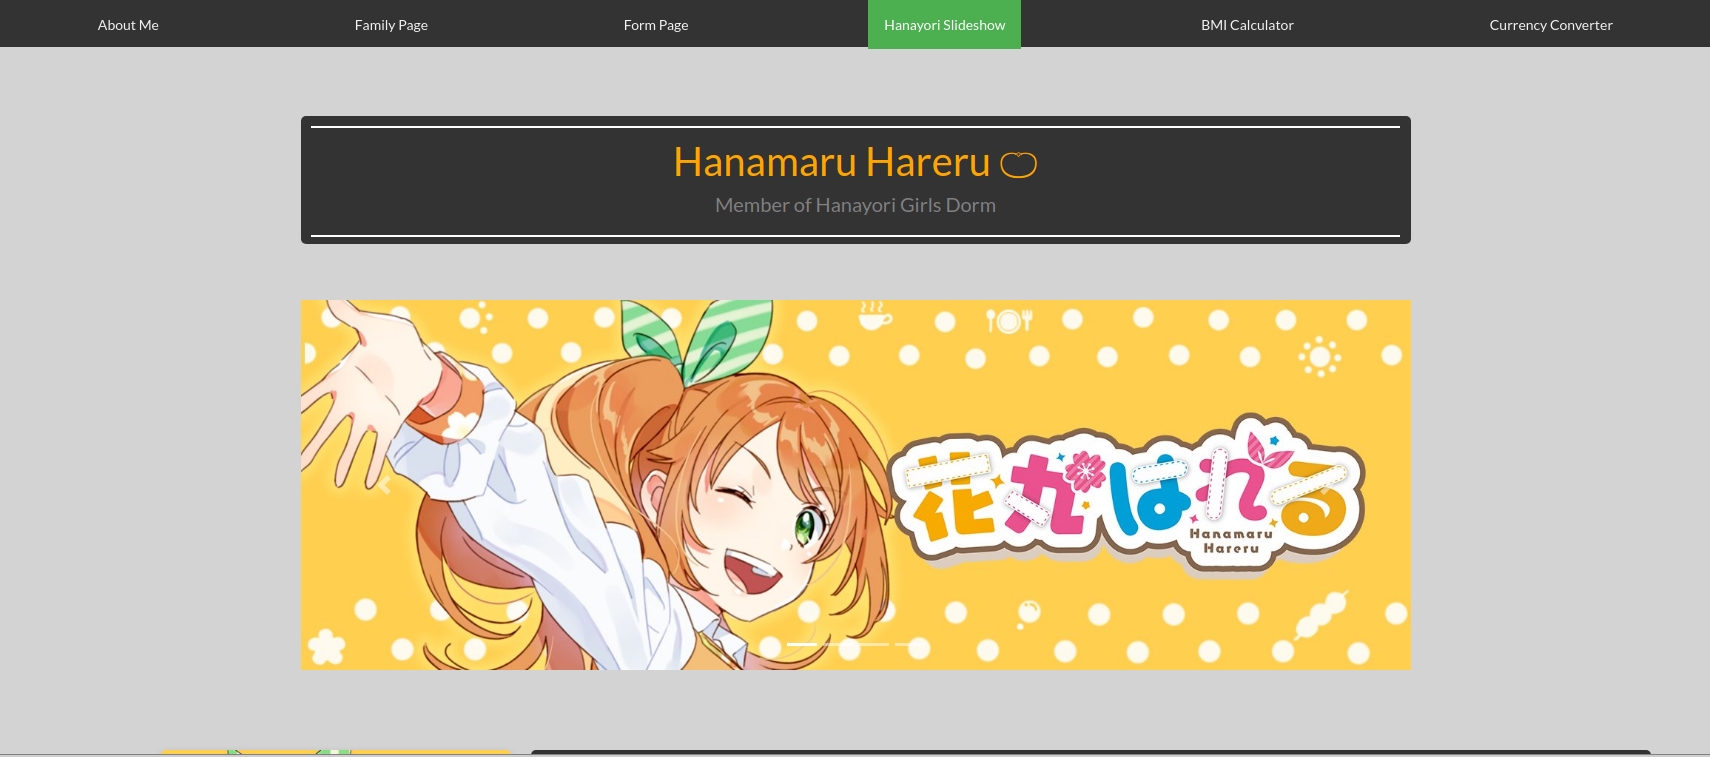 About Me
Family Page
Form Page
Hanayori Slideshow
BMI Calculator
Currency Converter
Hanamaru Hareru
Member of Hanayori Girls Dorm
花丸はれる
Hanamaru
Hareru